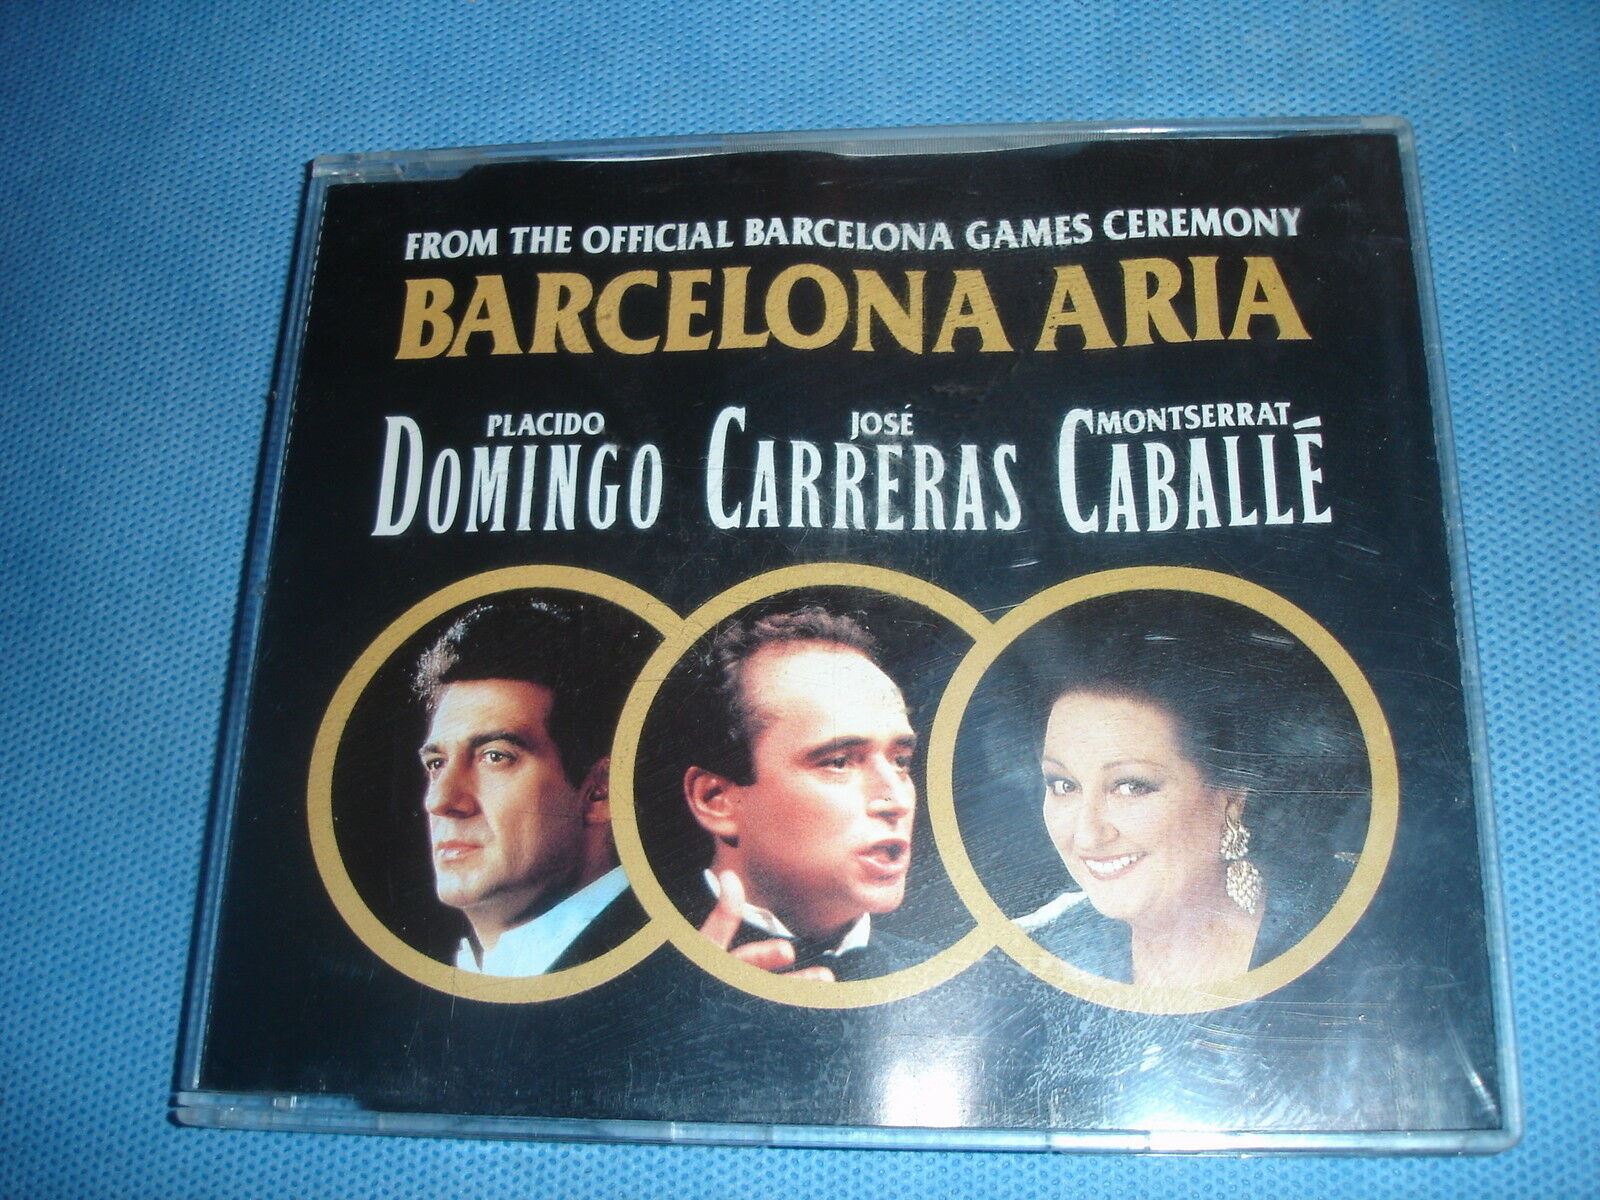 FROM THE OFFICIAL BARCELONA GAMES CEREMONY
BARCELONA ARIA
PLACIDO
DOMINGO
JOSÉ
CARRERAS
MONTSERRAT
CABALLÉ